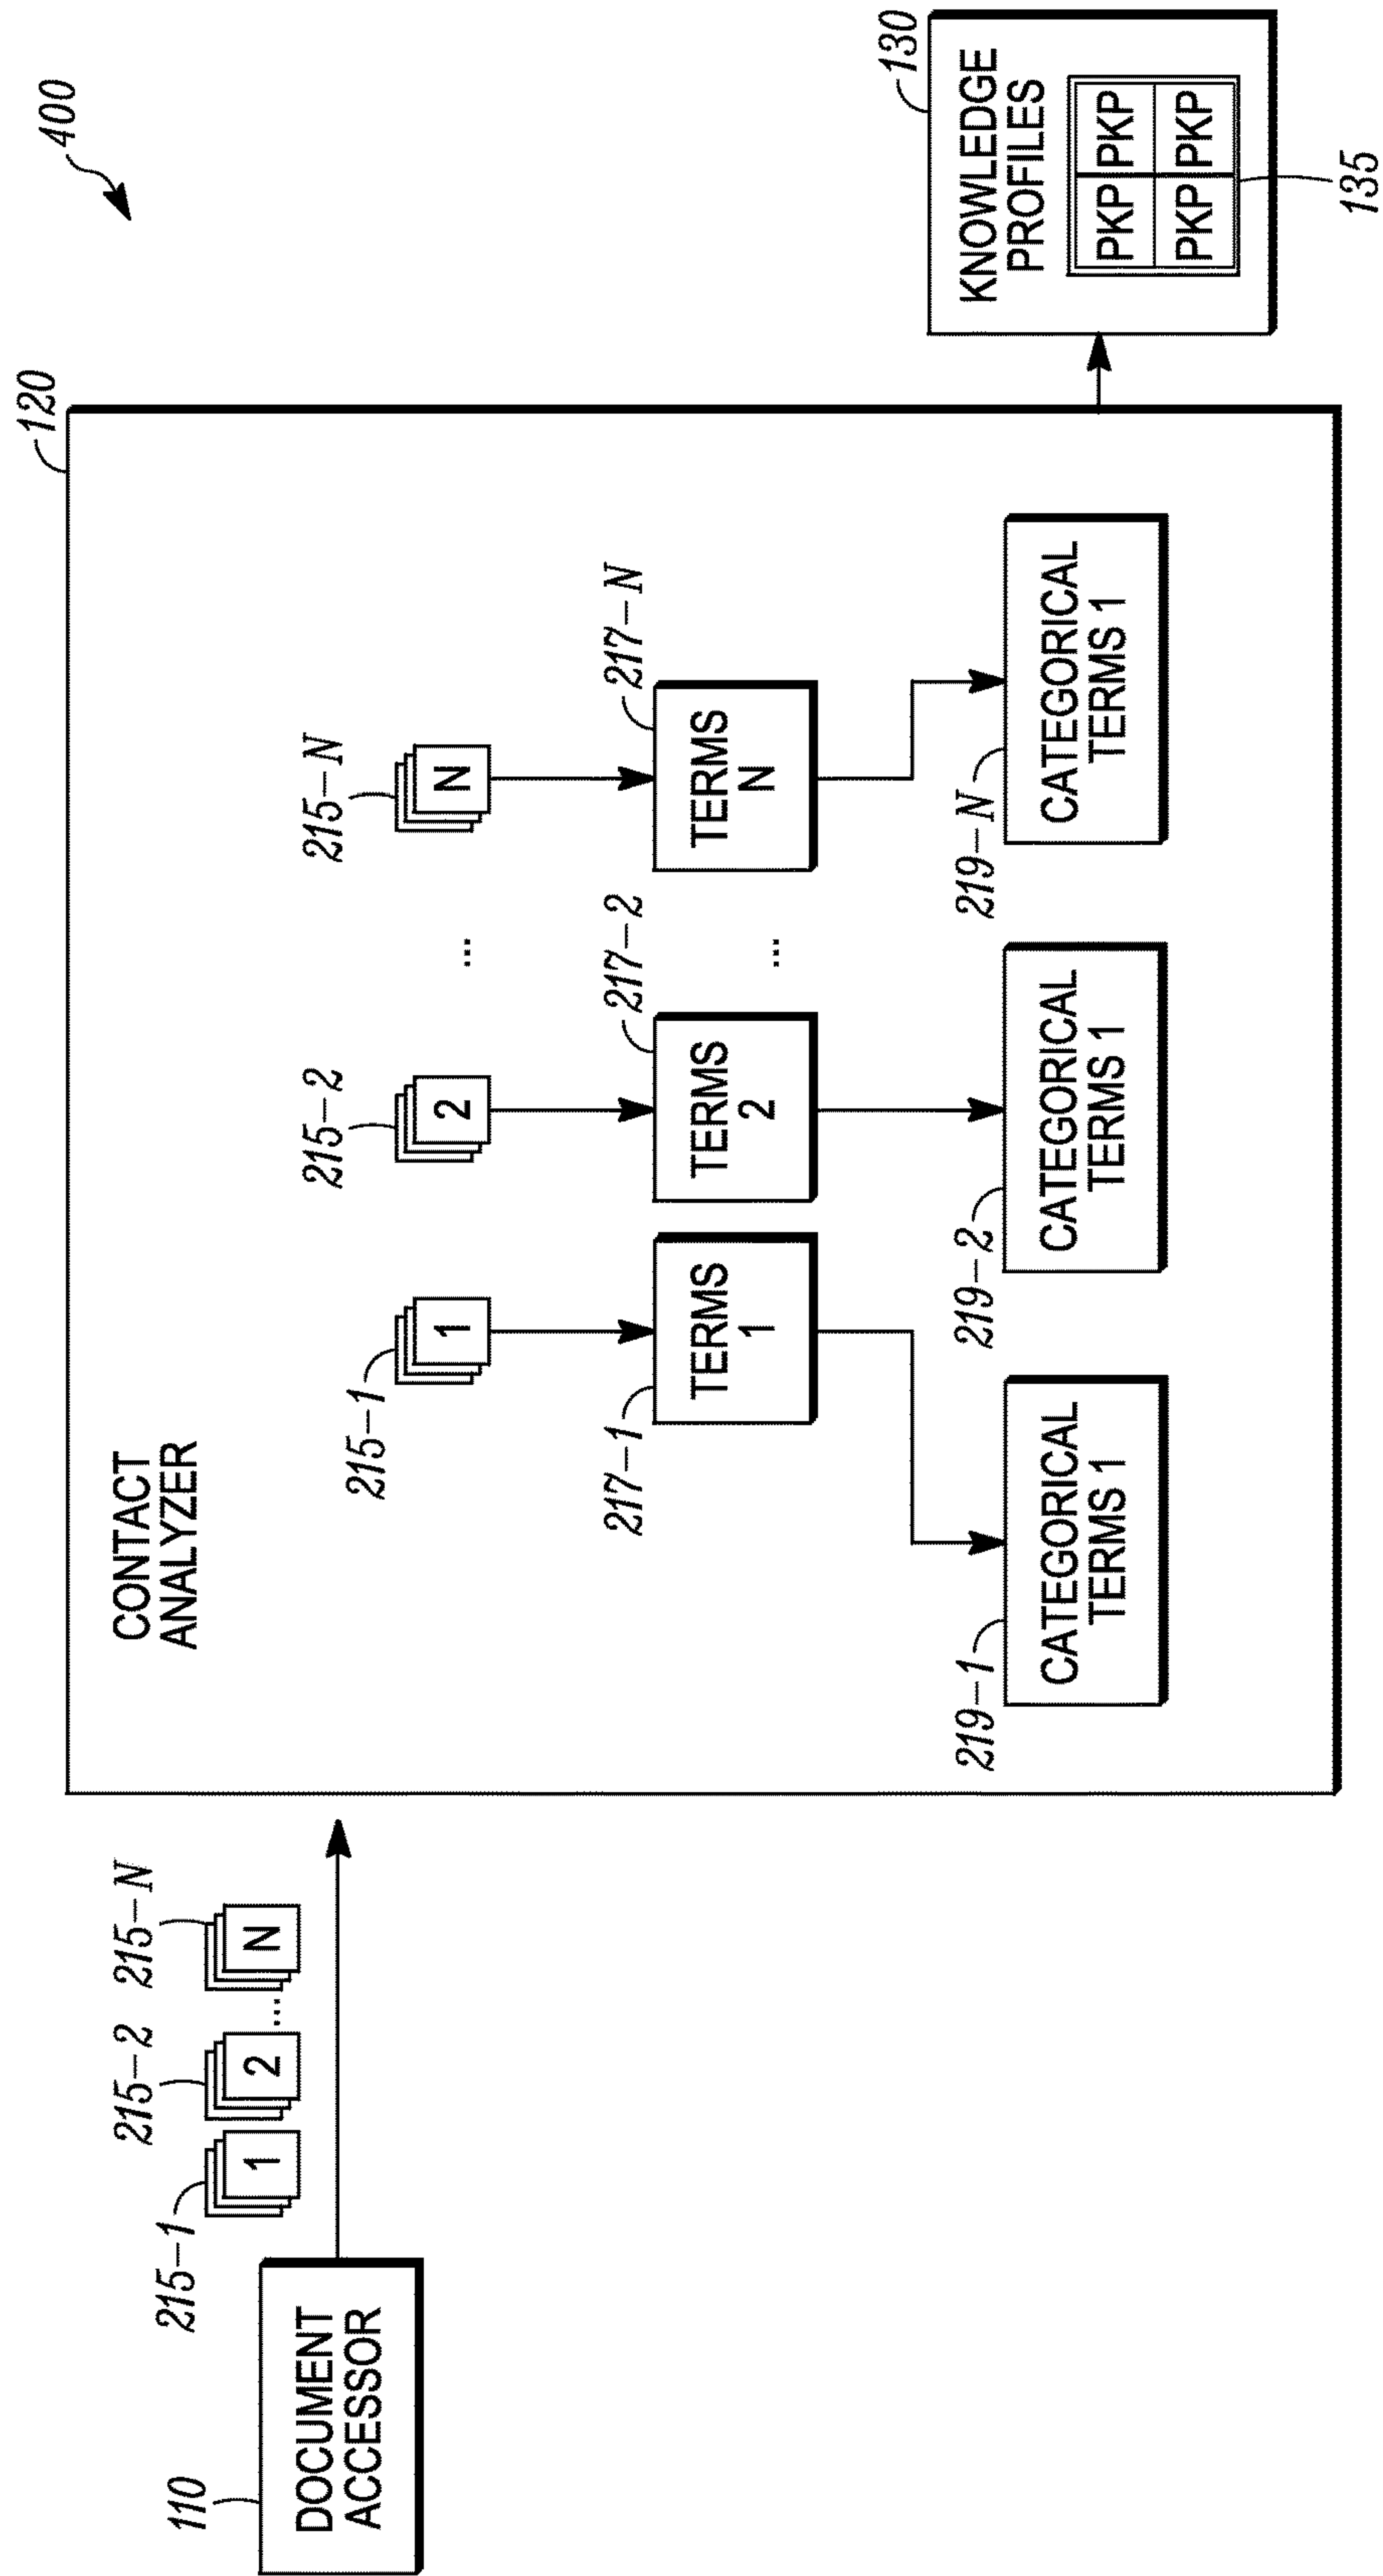 400
120
CONTACT
ANALYZER
110
DOCUMENT
ACCESSOR
215-1
215-2
215-N
1
2
...
N
215-1
215-2
215-N
1
2
...
N
217-1
217-2
217-N
TERMS
1
TERMS
2
...
TERMS
N
219-1
219-2
219-N
CATEGORICAL
TERMS 1
CATEGORICAL
TERMS 1
CATEGORICAL
TERMS 1
130
KNOWLEDGE
PROFILES
PKP PKP
PKP PKP
135